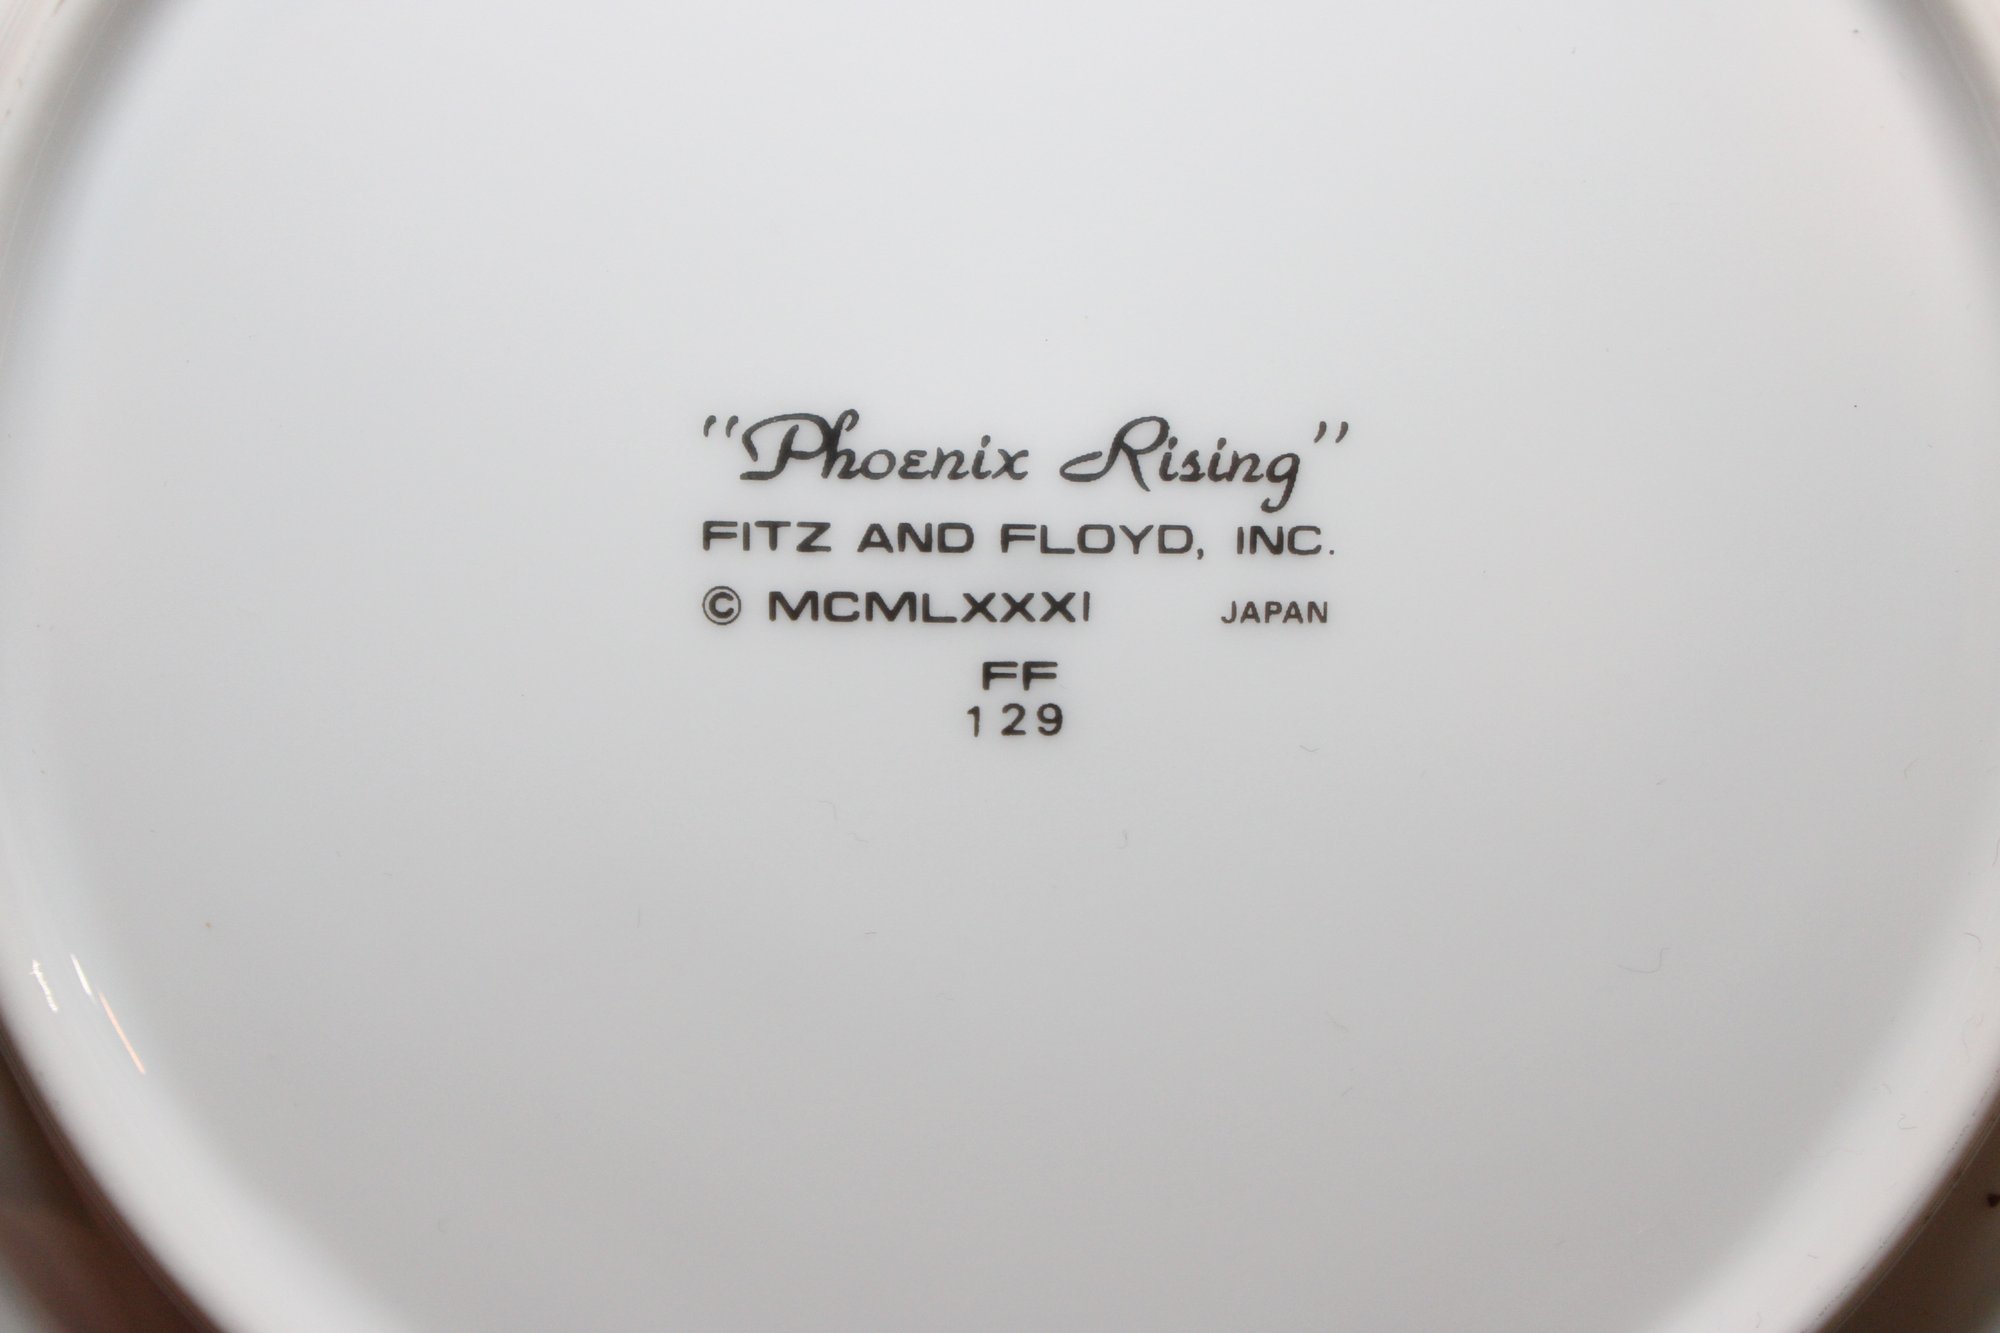 "Phoenix Rising"
FITZ AND FLOYD, INC.
© MCMLXXXI JAPAN
FF
129